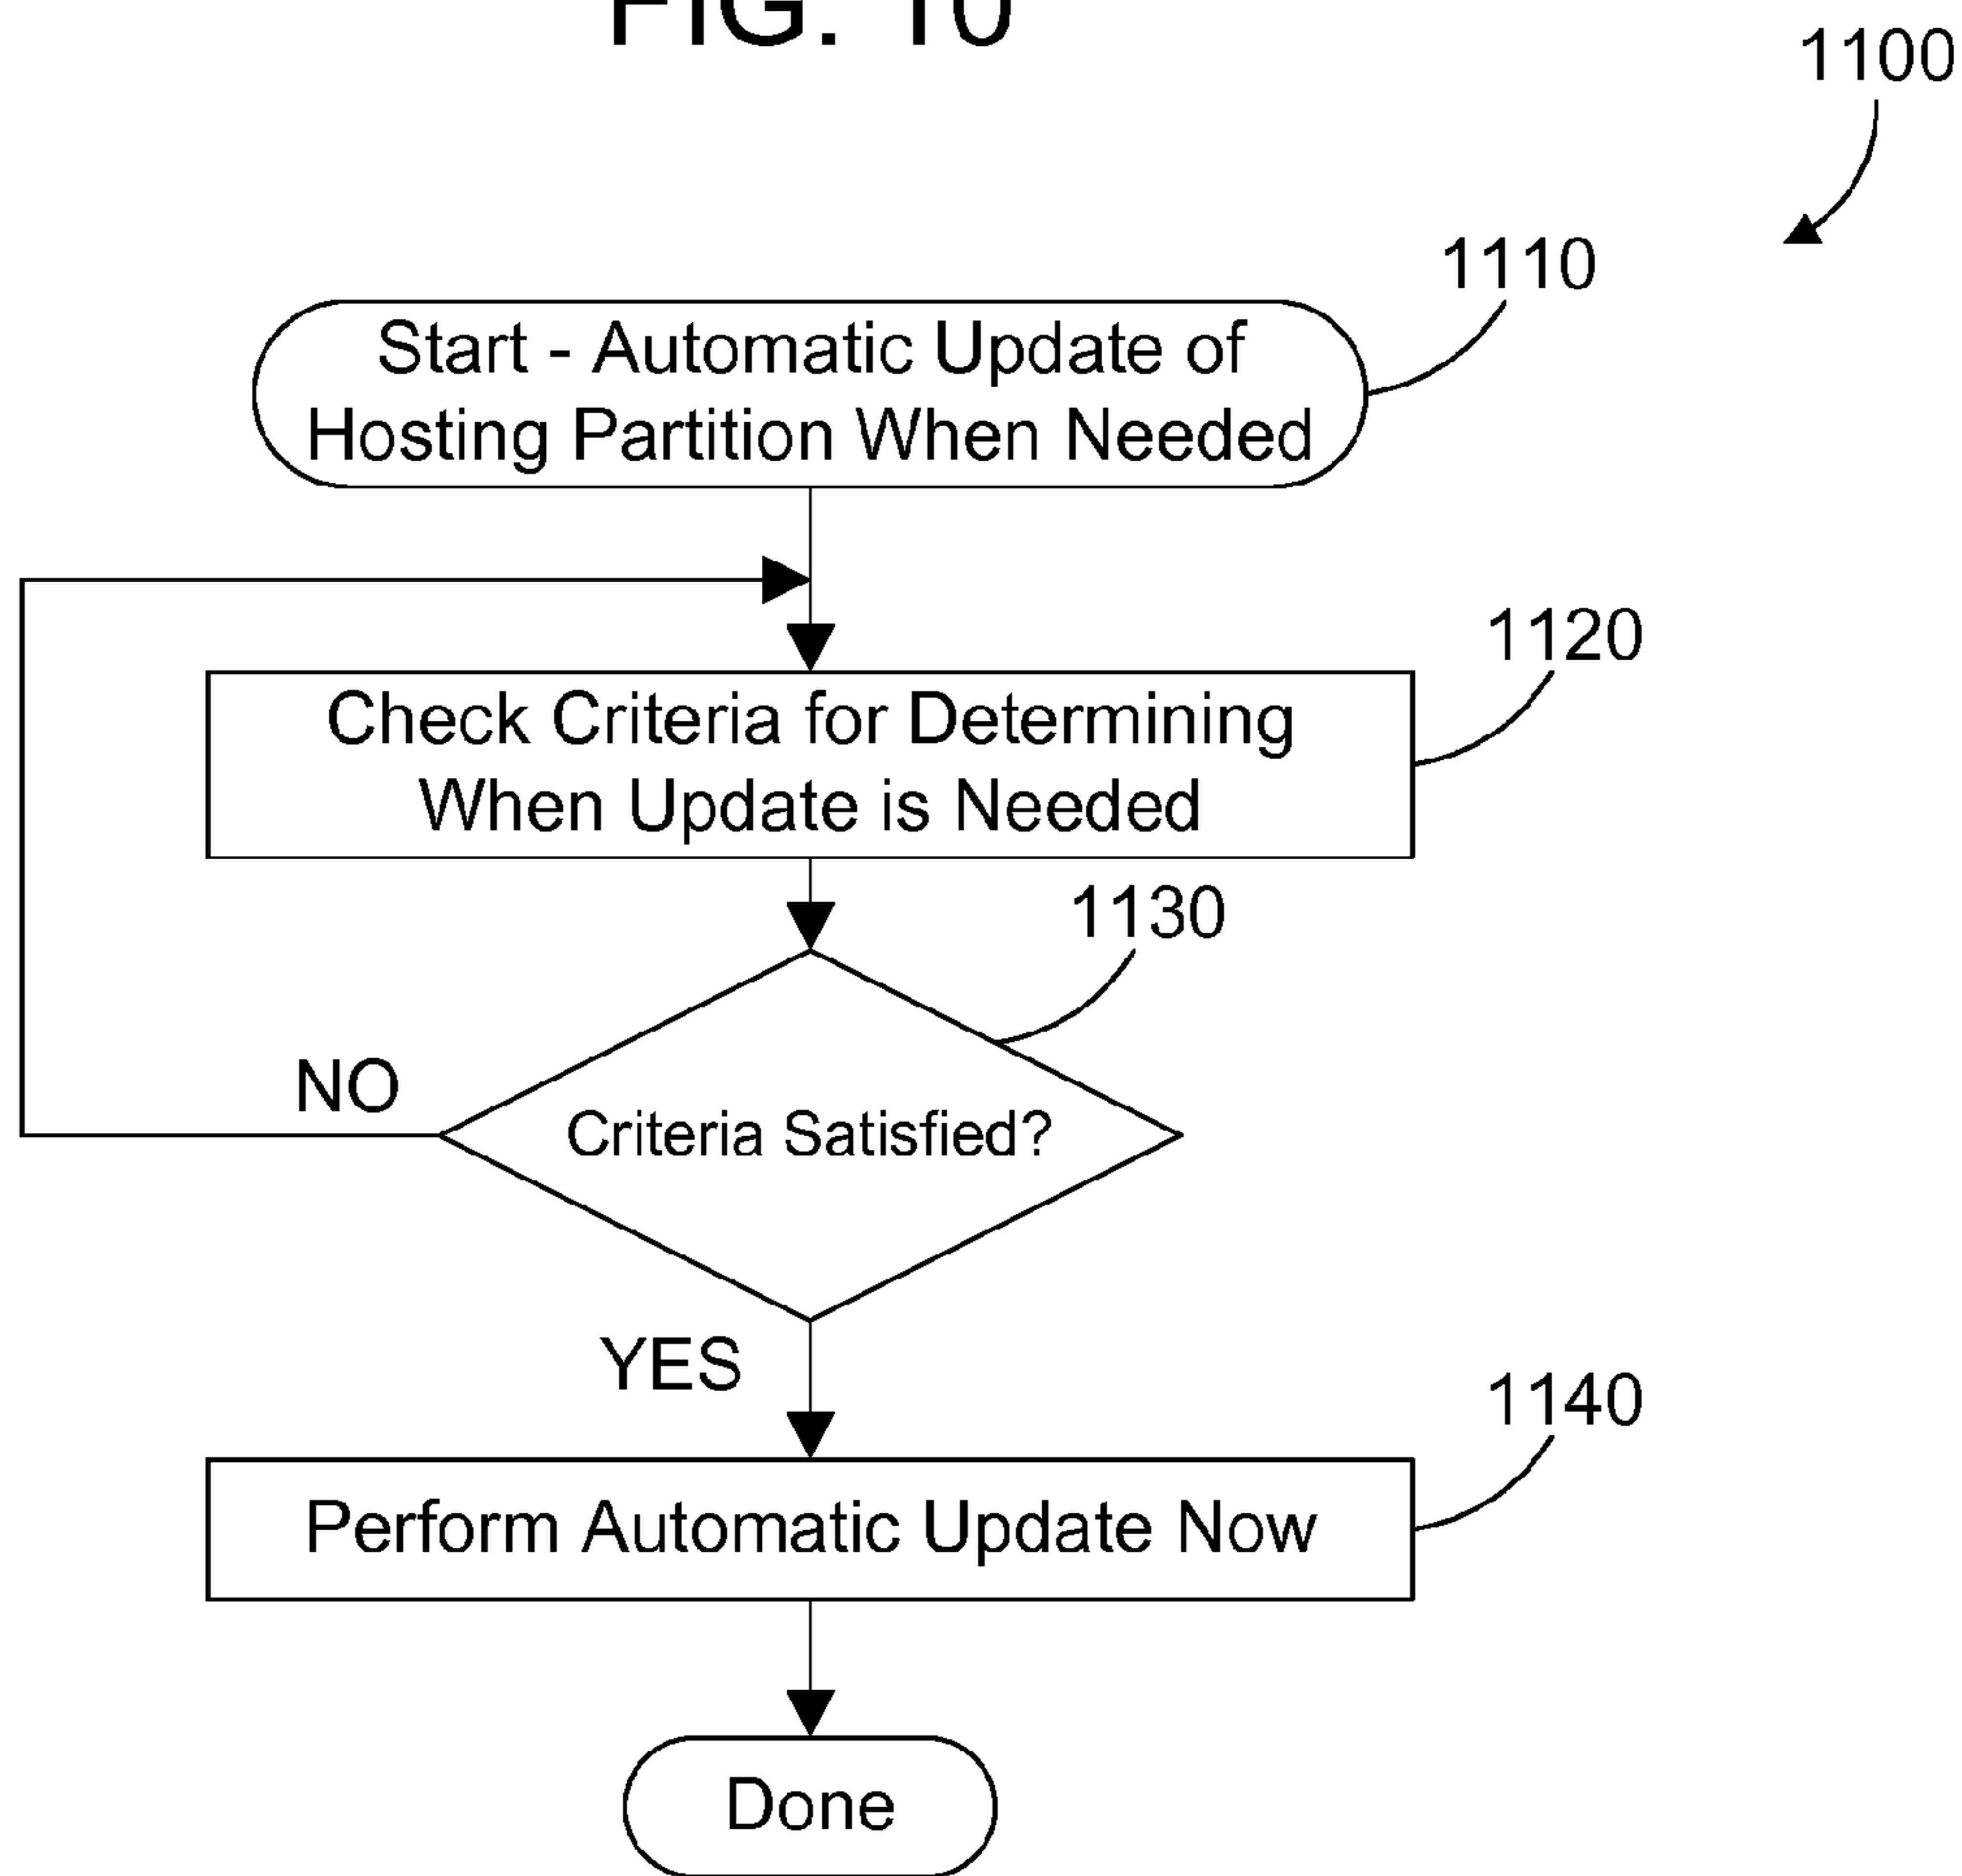 FIG. 10
1100
1110
Start - Automatic Update of
Hosting Partition When Needed
1120
Check Criteria for Determining
When Update is Needed
1130
NO
Criteria Satisfied?
YES
1140
Perform Automatic Update Now
Done